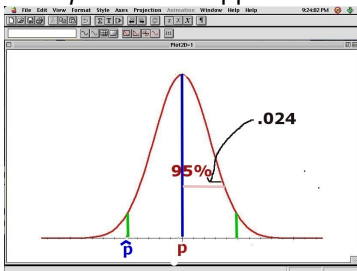 File Edit View Format Style Axes Projection Animation Window Help Help 9:24:02 PM
Plot2D-1
.024
95%
p̂ p